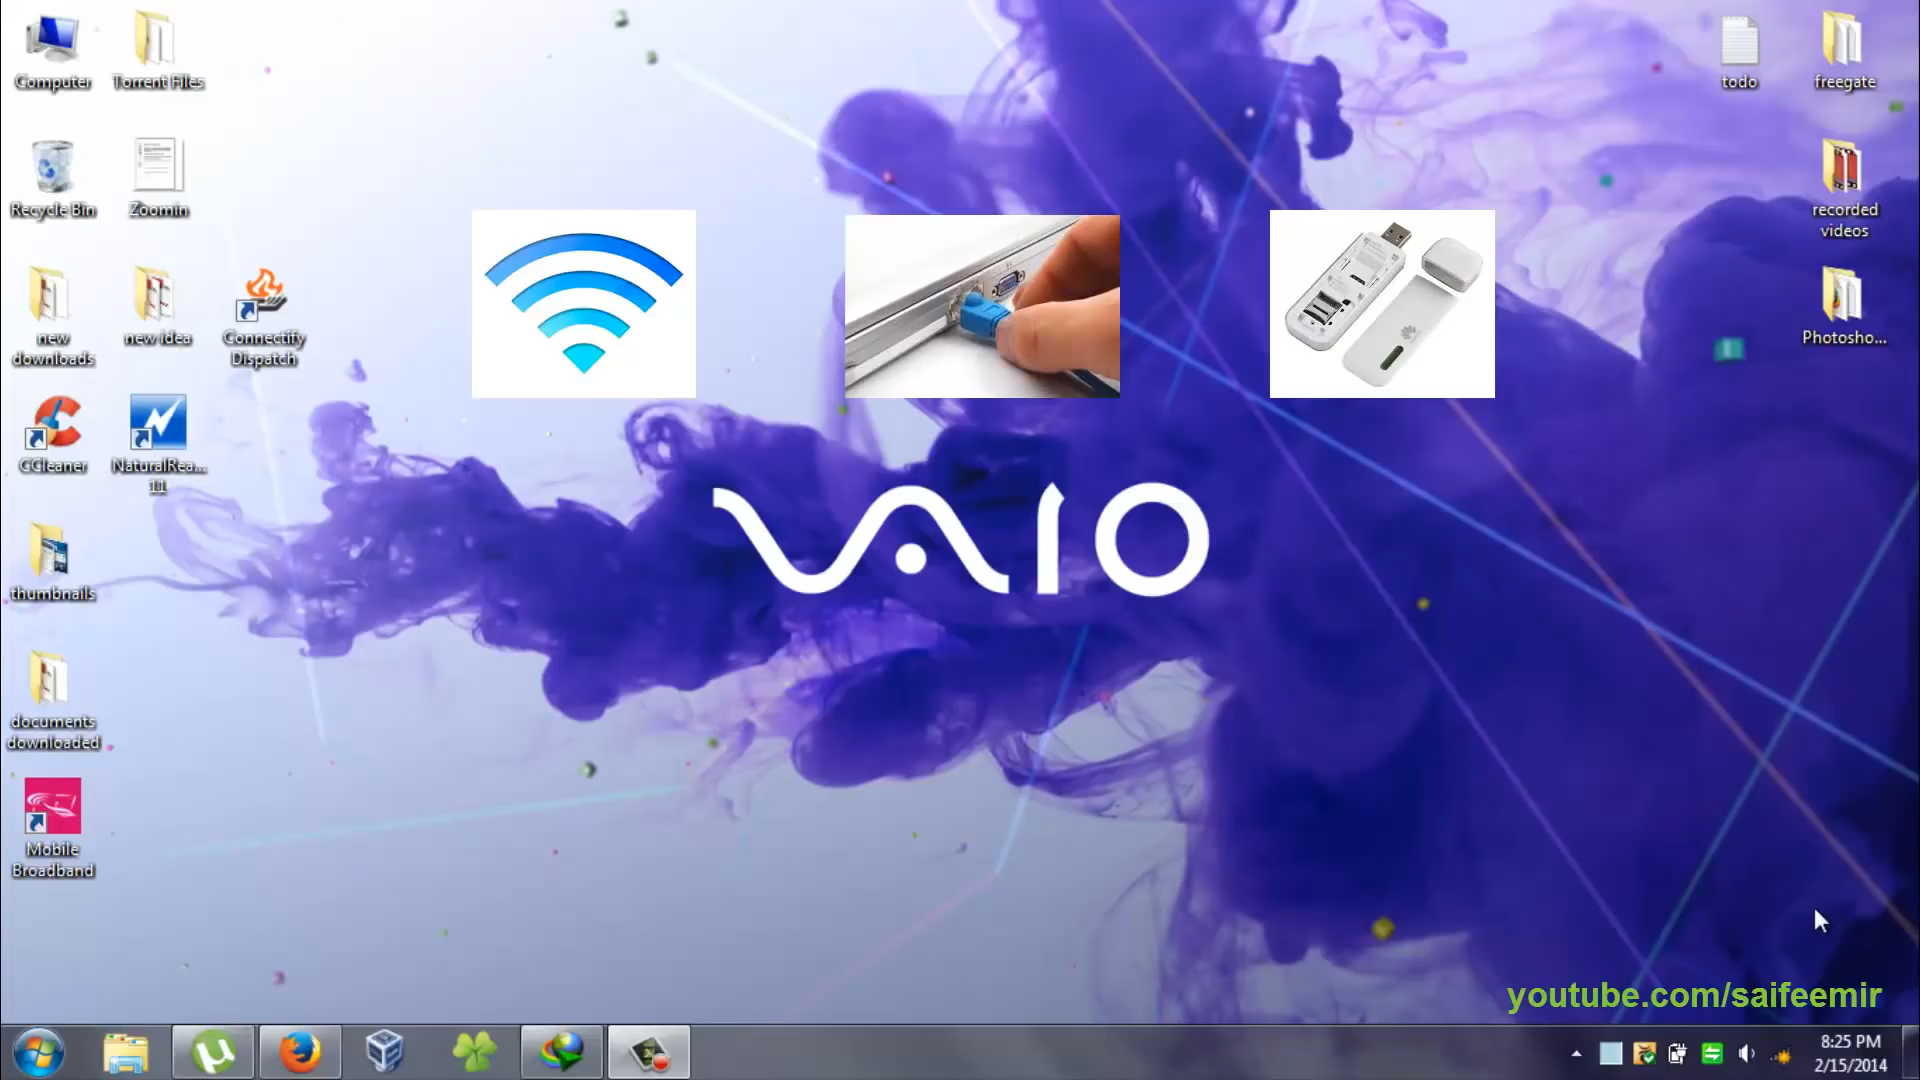 Computer
Torrent Files
todo
freegate
Recycle Bin
Zoomin
recorded
videos
new
downloads
new idea
Connectify
Dispatch
Photosho...
CCleaner
NaturalRea...
11
VAIO
thumbnails
documents
downloaded
Mobile
Broadband
youtube.com/saifeemir
8:25 PM
2/15/2014